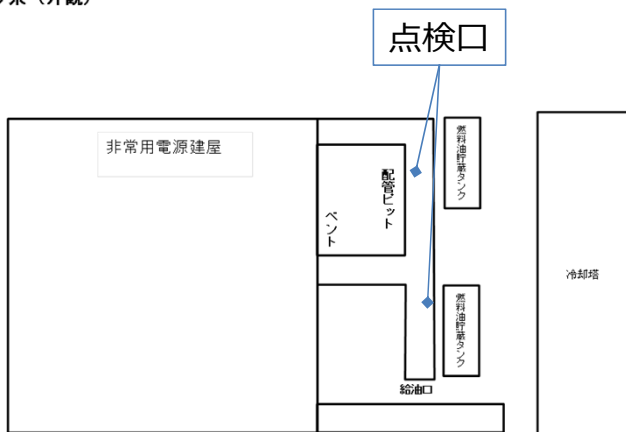 点検口
非常用電源建屋
燃料油貯蔵タンク
配管ピット
ベント
冷却塔
燃料油貯蔵タンク
給油口